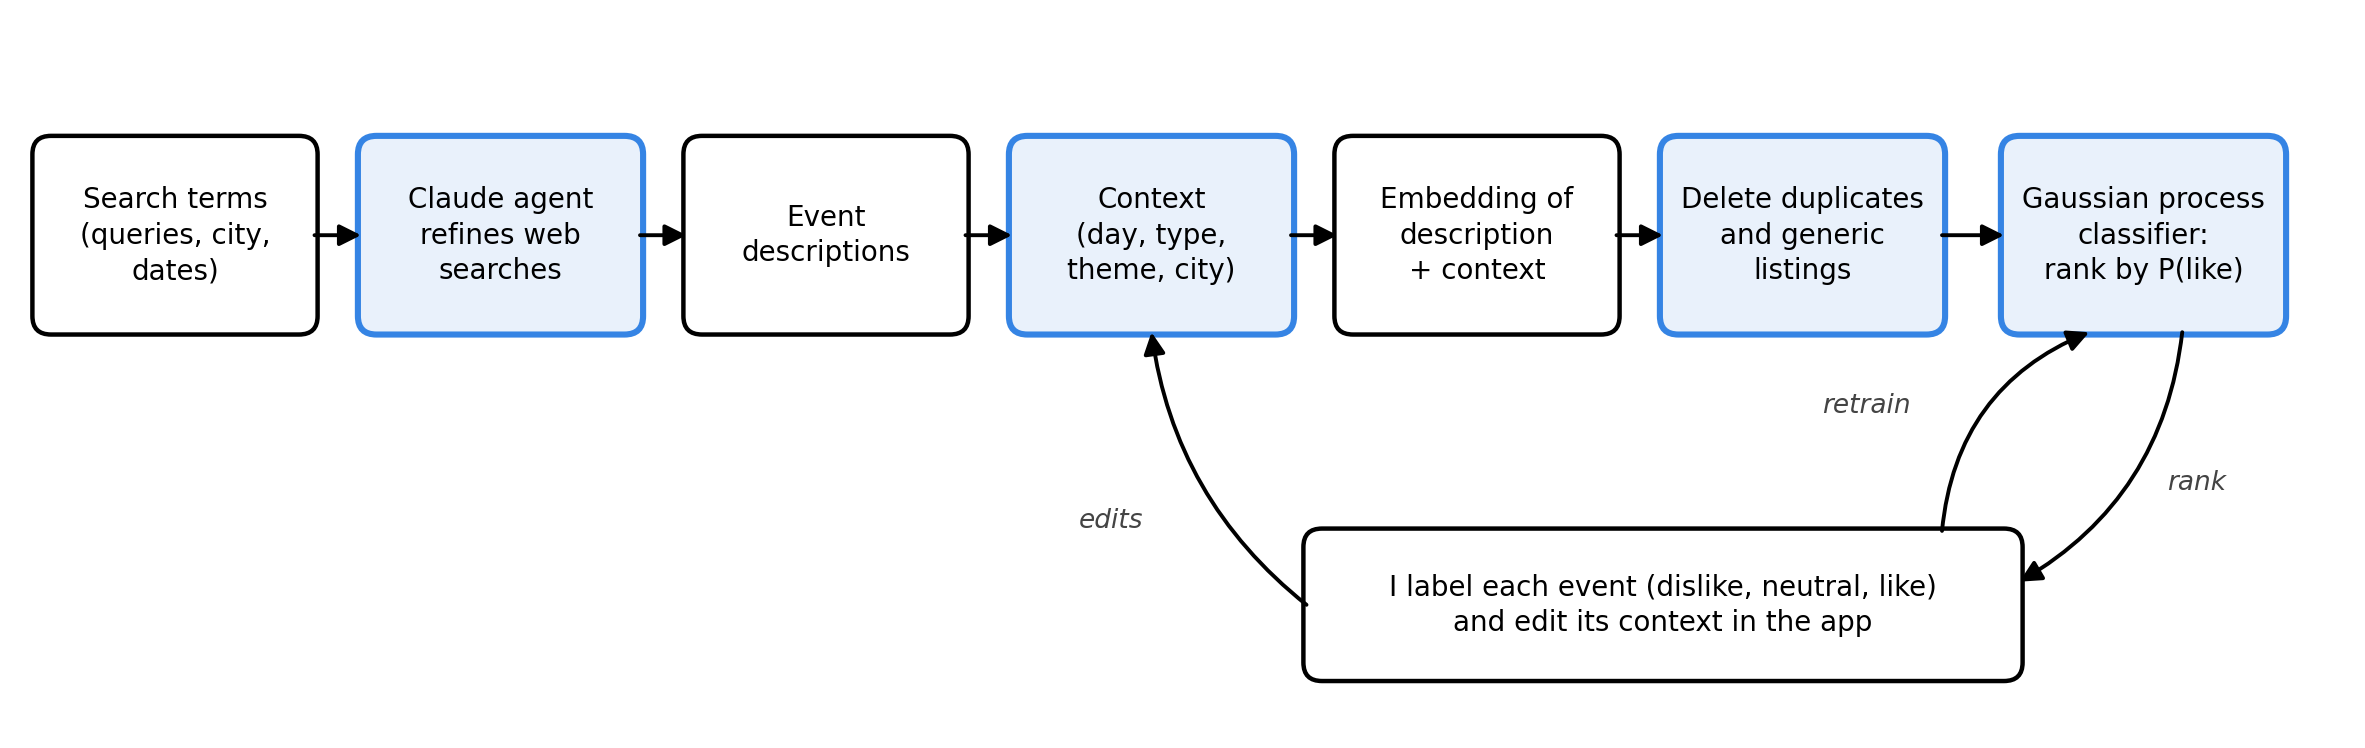 Search terms
(queries, city,
dates)
Claude agent
refines web
searches
Event
descriptions
Context
(day, type,
theme, city)
Embedding of
description
+ context
Delete duplicates
and generic
listings
Gaussian process
classifier:
rank by P(like)
retrain
rank
edits
I label each event (dislike, neutral, like)
and edit its context in the app